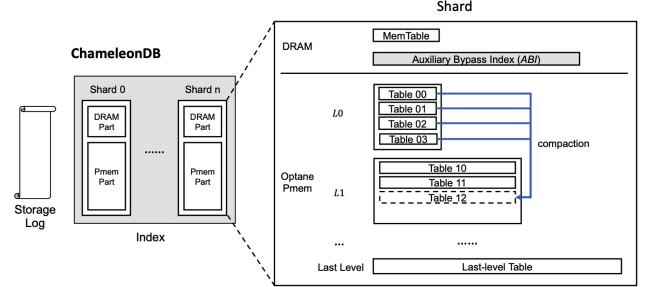 Shard
ChameleonDB
Shard 0
Shard n
DRAM
Part
DRAM
Part
......
Pmem
Part
Pmem
Part
Storage
Log
Index
DRAM
MemTable
Auxiliary Bypass Index (ABI)
L0
Table 00
Table 01
Table 02
Table 03
compaction
Optane
Pmem
L1
Table 10
Table 11
Table 12
...
......
Last Level
Last-level Table